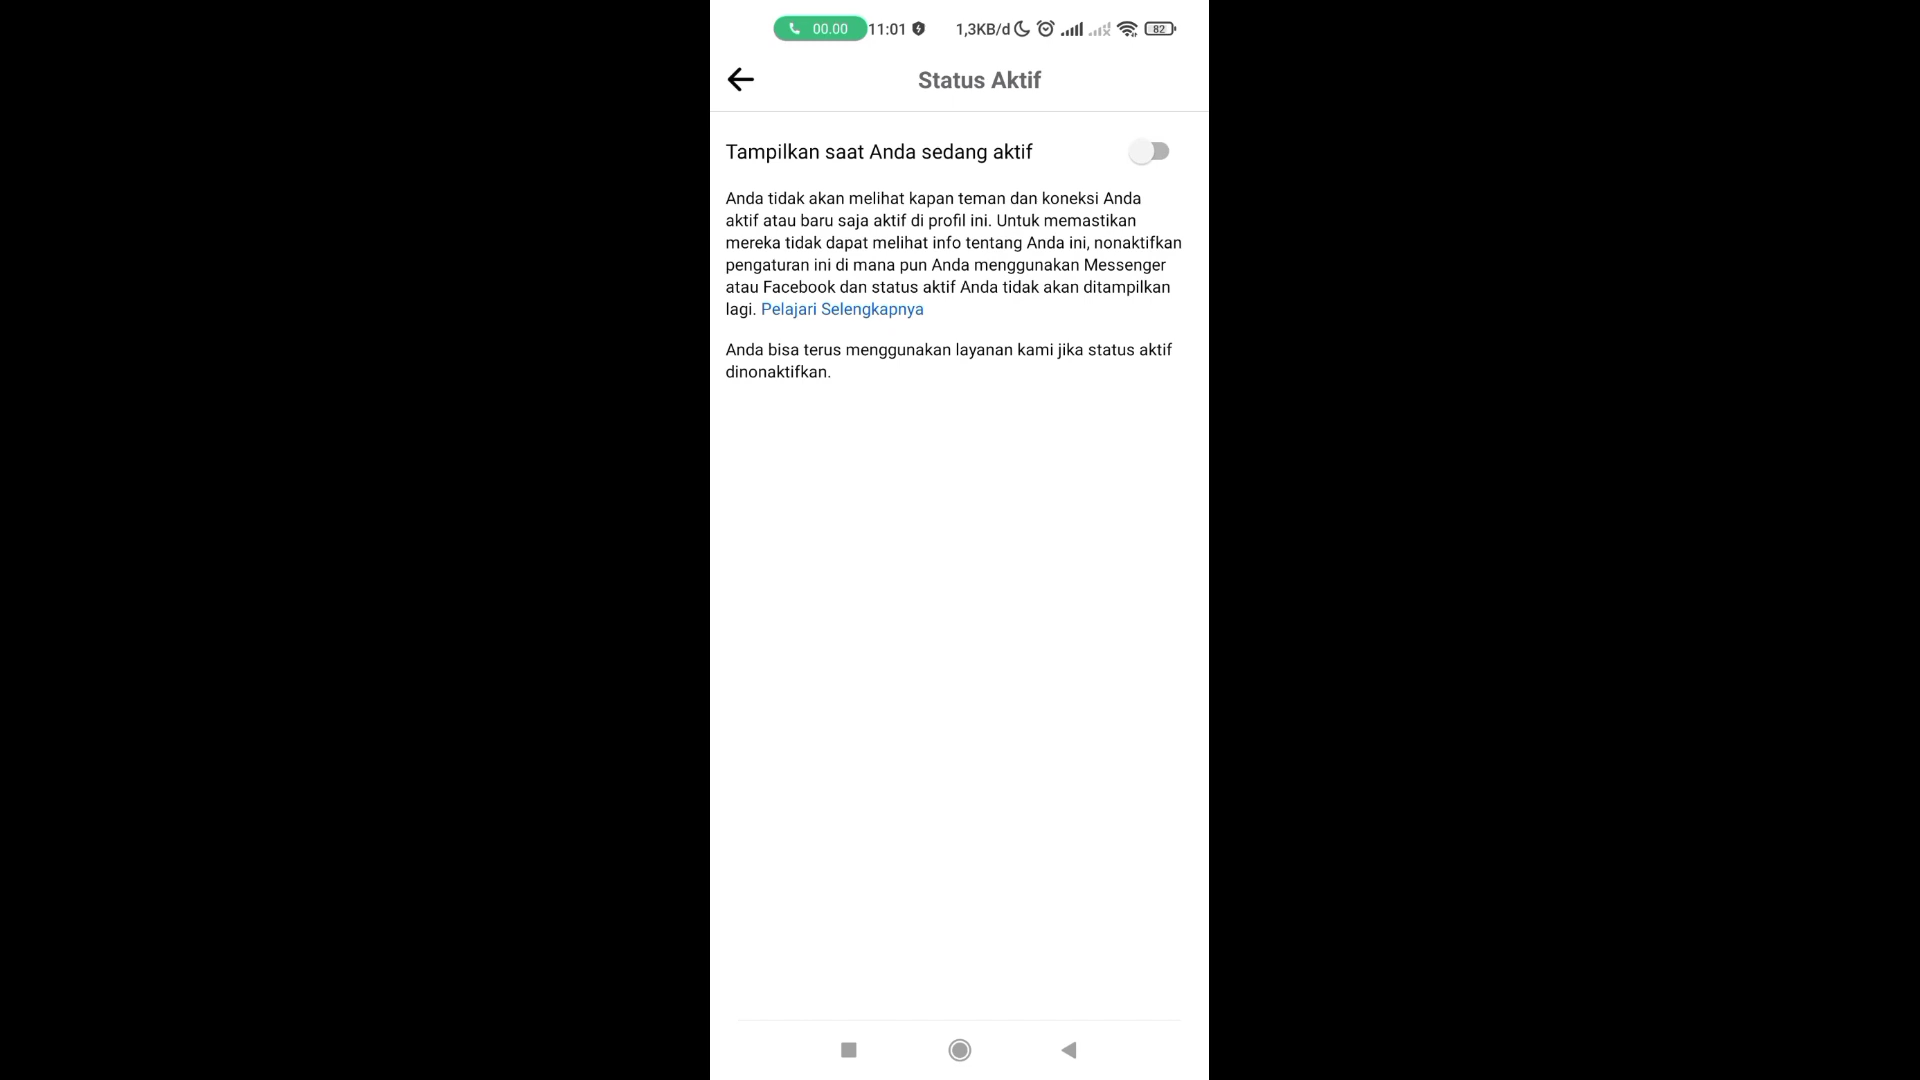 00.00 11:01 1,3KB/d 82
Status Aktif
Tampilkan saat Anda sedang aktif
Anda tidak akan melihat kapan teman dan koneksi Anda
aktif atau baru saja aktif di profil ini. Untuk memastikan
mereka tidak dapat melihat info tentang Anda ini, nonaktifkan
pengaturan ini di mana pun Anda menggunakan Messenger
atau Facebook dan status aktif Anda tidak akan ditampilkan
lagi. Pelajari Selengkapnya
Anda bisa terus menggunakan layanan kami jika status aktif
dinonaktifkan.